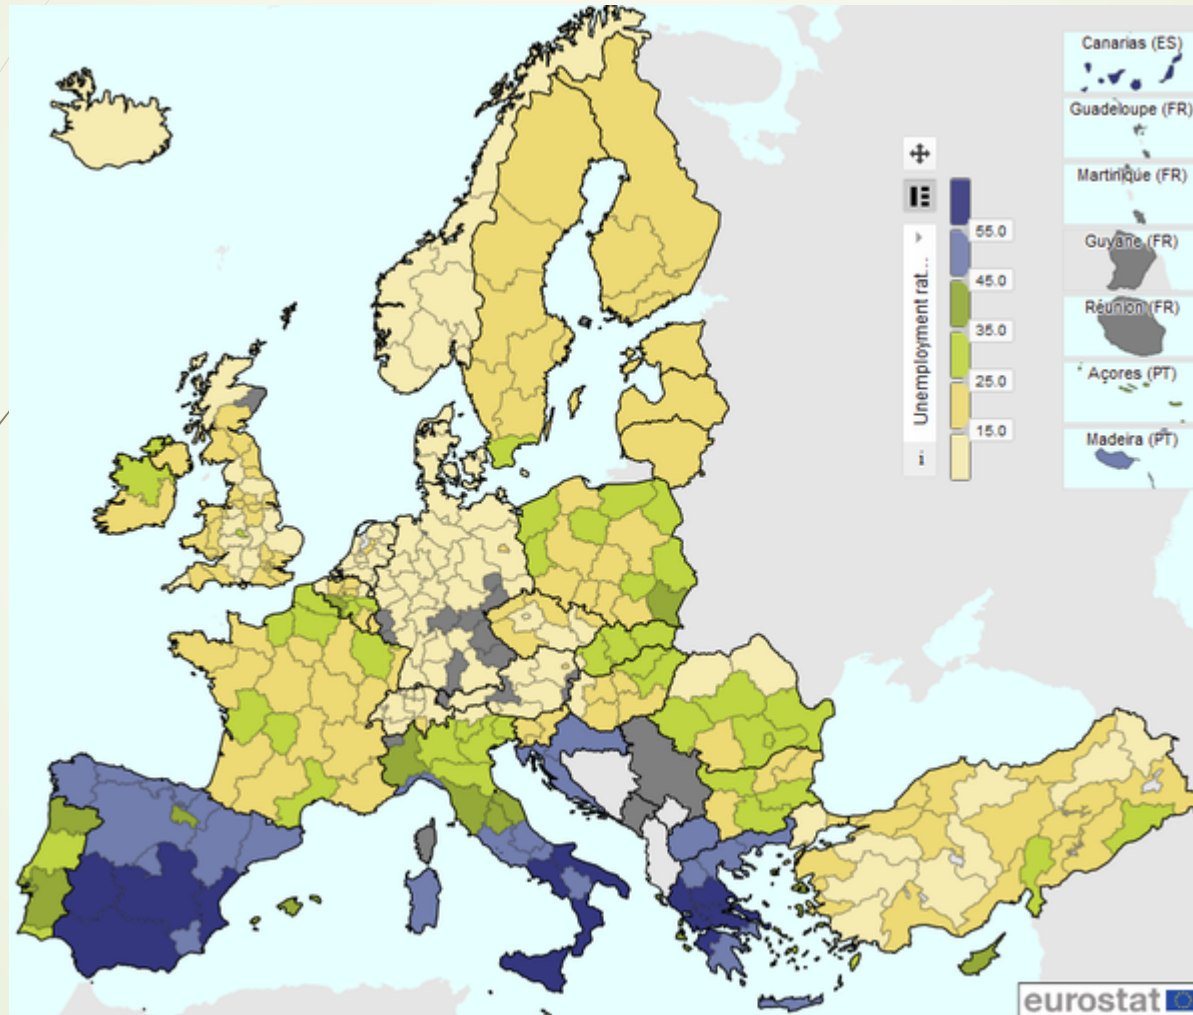 Canarias (ES)
Guadeloupe (FR)
Martinique (FR)
Guyane (FR)
Réunion (FR)
Açores (PT)
Madeira (PT)
55.0
45.0
35.0
25.0
15.0
Unemployment rat...
i
eurostat